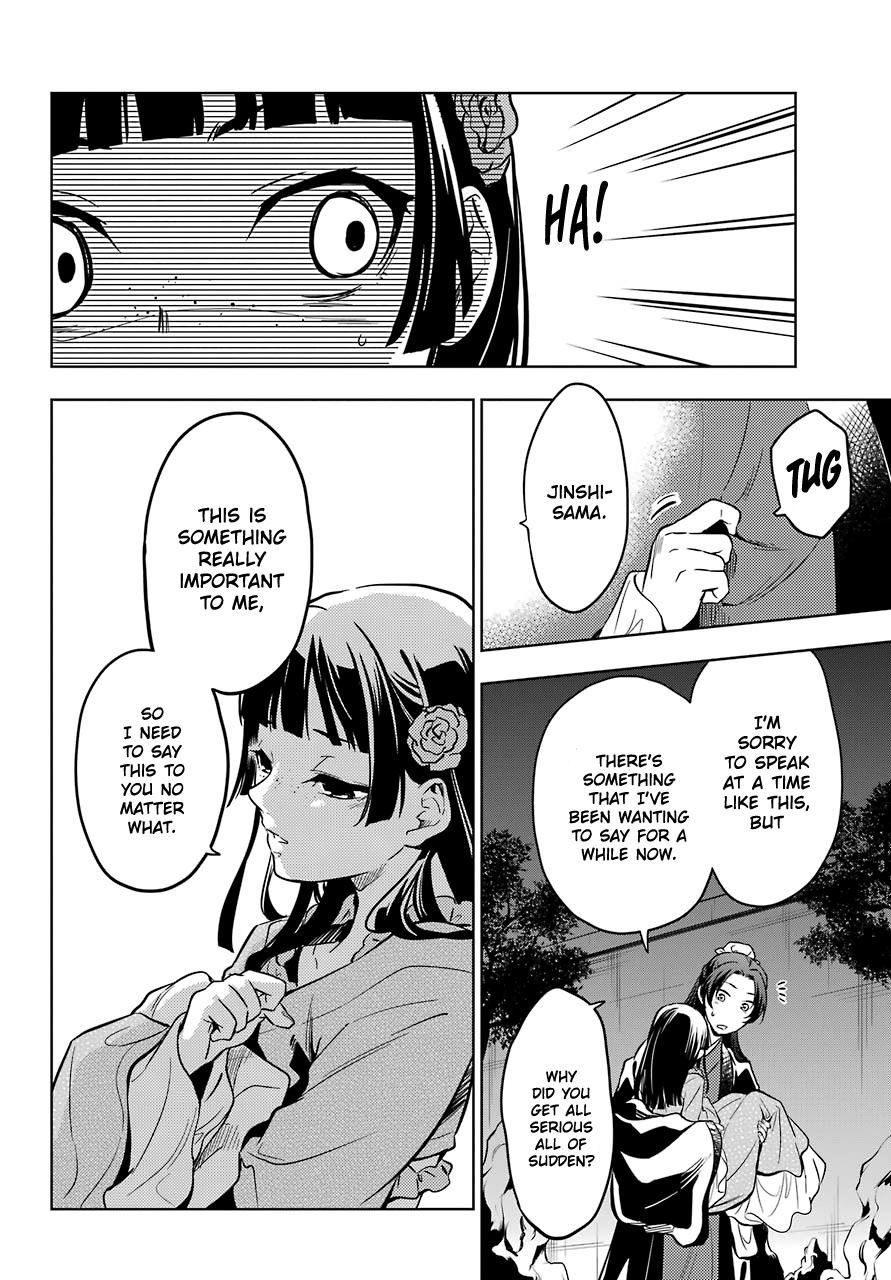 HA!
TUG
JINSHI-
SAMA.
I'M
SORRY
TO SPEAK
AT A TIME
LIKE THIS,
BUT
THERE'S
SOMETHING
THAT I'VE
BEEN WANTING
TO SAY FOR A
WHILE NOW.
WHY
DID YOU
GET ALL
SERIOUS
ALL OF
SUDDEN?
THIS IS
SOMETHING
REALLY
IMPORTANT
TO ME,
SO
I NEED
TO SAY
THIS TO
YOU NO
MATTER
WHAT.